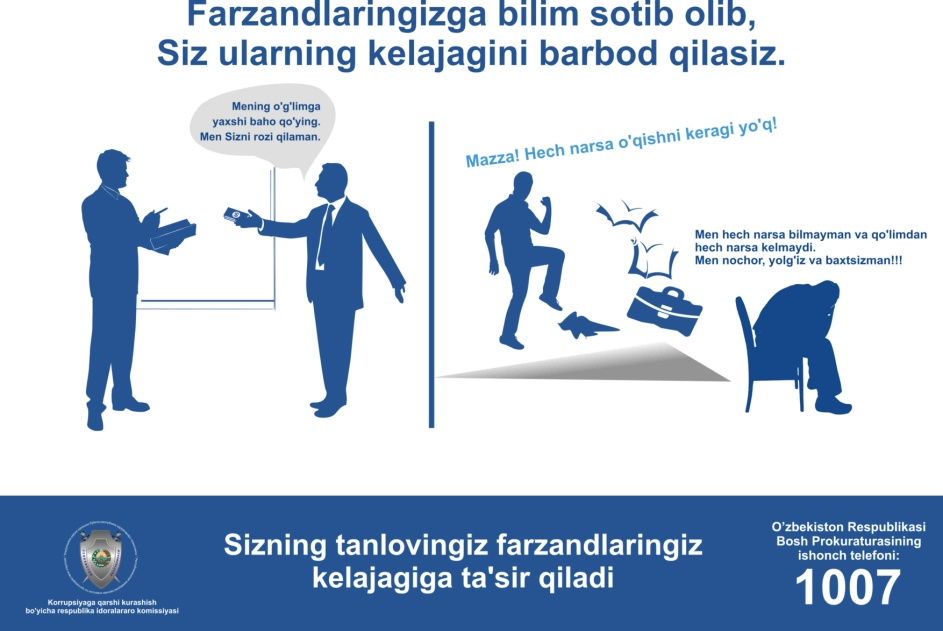 Farzandlaringizga bilim sotib olib,
Siz ularning kelajagini barbod qilasiz.
Mening o'g'limga
yaxshi baho qo'ying.
Men Sizni rozi qilaman.
Mazza! Hech narsa o'qishni keragi yo'q!
Men hech narsa bilmayman va qo'limdan
hech narsa kelmaydi.
Men nochor, yolg'iz va baxtsizman!!!
Korrupsiyaga qarshi kurashish
bo'yicha respublika idoralararo komissiyasi
Sizning tanlovingiz farzandlaringiz
kelajagiga ta'sir qiladi
O'zbekiston Respublikasi
Bosh Prokuraturasining
ishonch telefoni:
1007